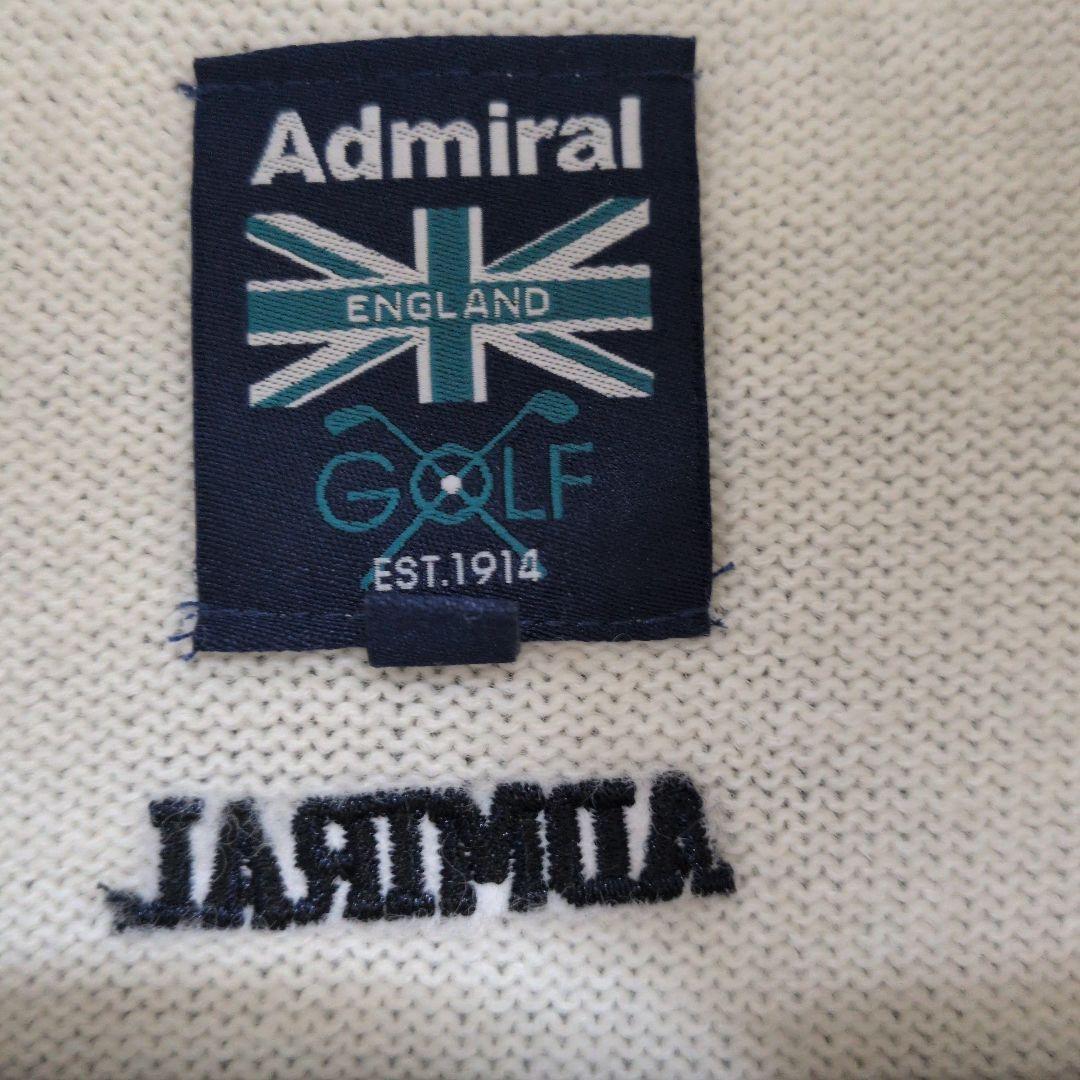 Admiral
ENGLAND
GOLF
EST.1914
ADMIRAL